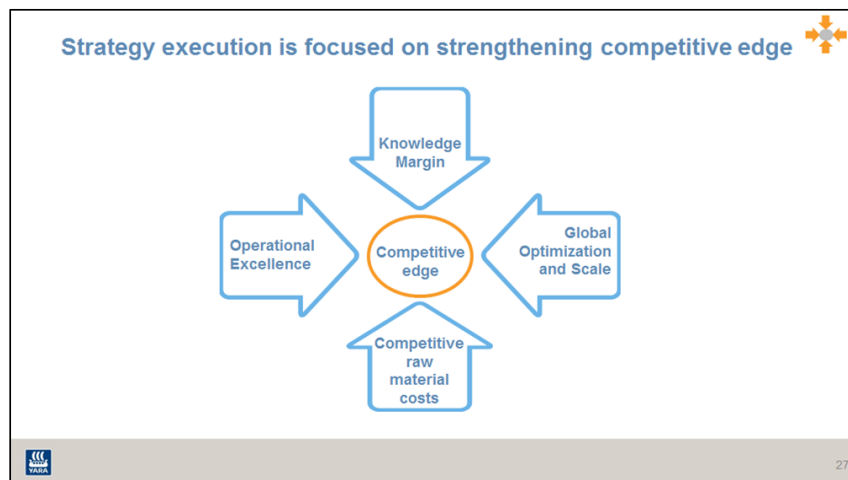 Strategy execution is focused on strengthening competitive edge
Knowledge
Margin
Operational
Excellence
Competitive
edge
Global
Optimization
and Scale
Competitive
raw
material
costs
YARA
27